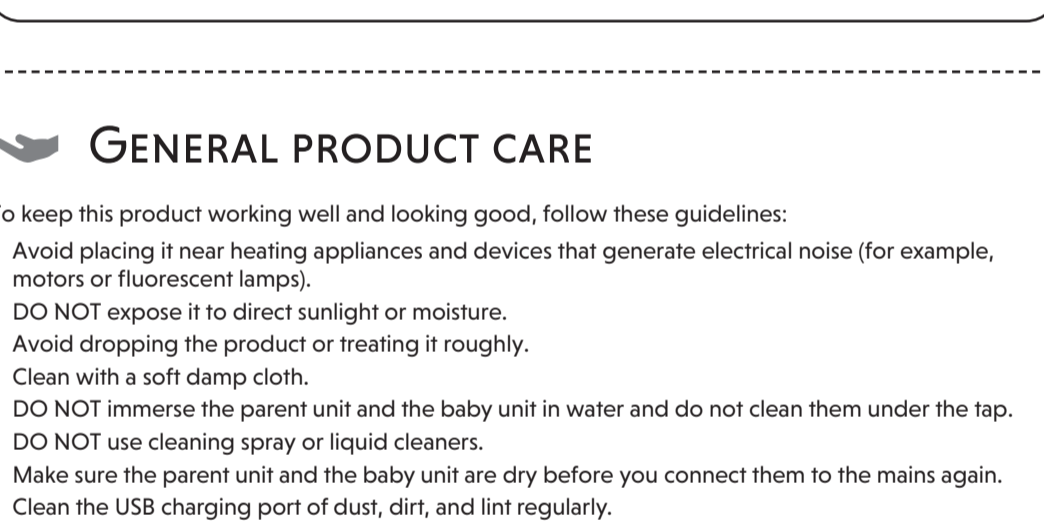 GENERAL PRODUCT CARE
To keep this product working well and looking good, follow these guidelines:
Avoid placing it near heating appliances and devices that generate electrical noise (for example,
motors or fluorescent lamps).
DO NOT expose it to direct sunlight or moisture.
Avoid dropping the product or treating it roughly.
Clean with a soft damp cloth.
DO NOT immerse the parent unit and the baby unit in water and do not clean them under the tap.
DO NOT use cleaning spray or liquid cleaners.
Make sure the parent unit and the baby unit are dry before you connect them to the mains again.
Clean the USB charging port of dust, dirt, and lint regularly.